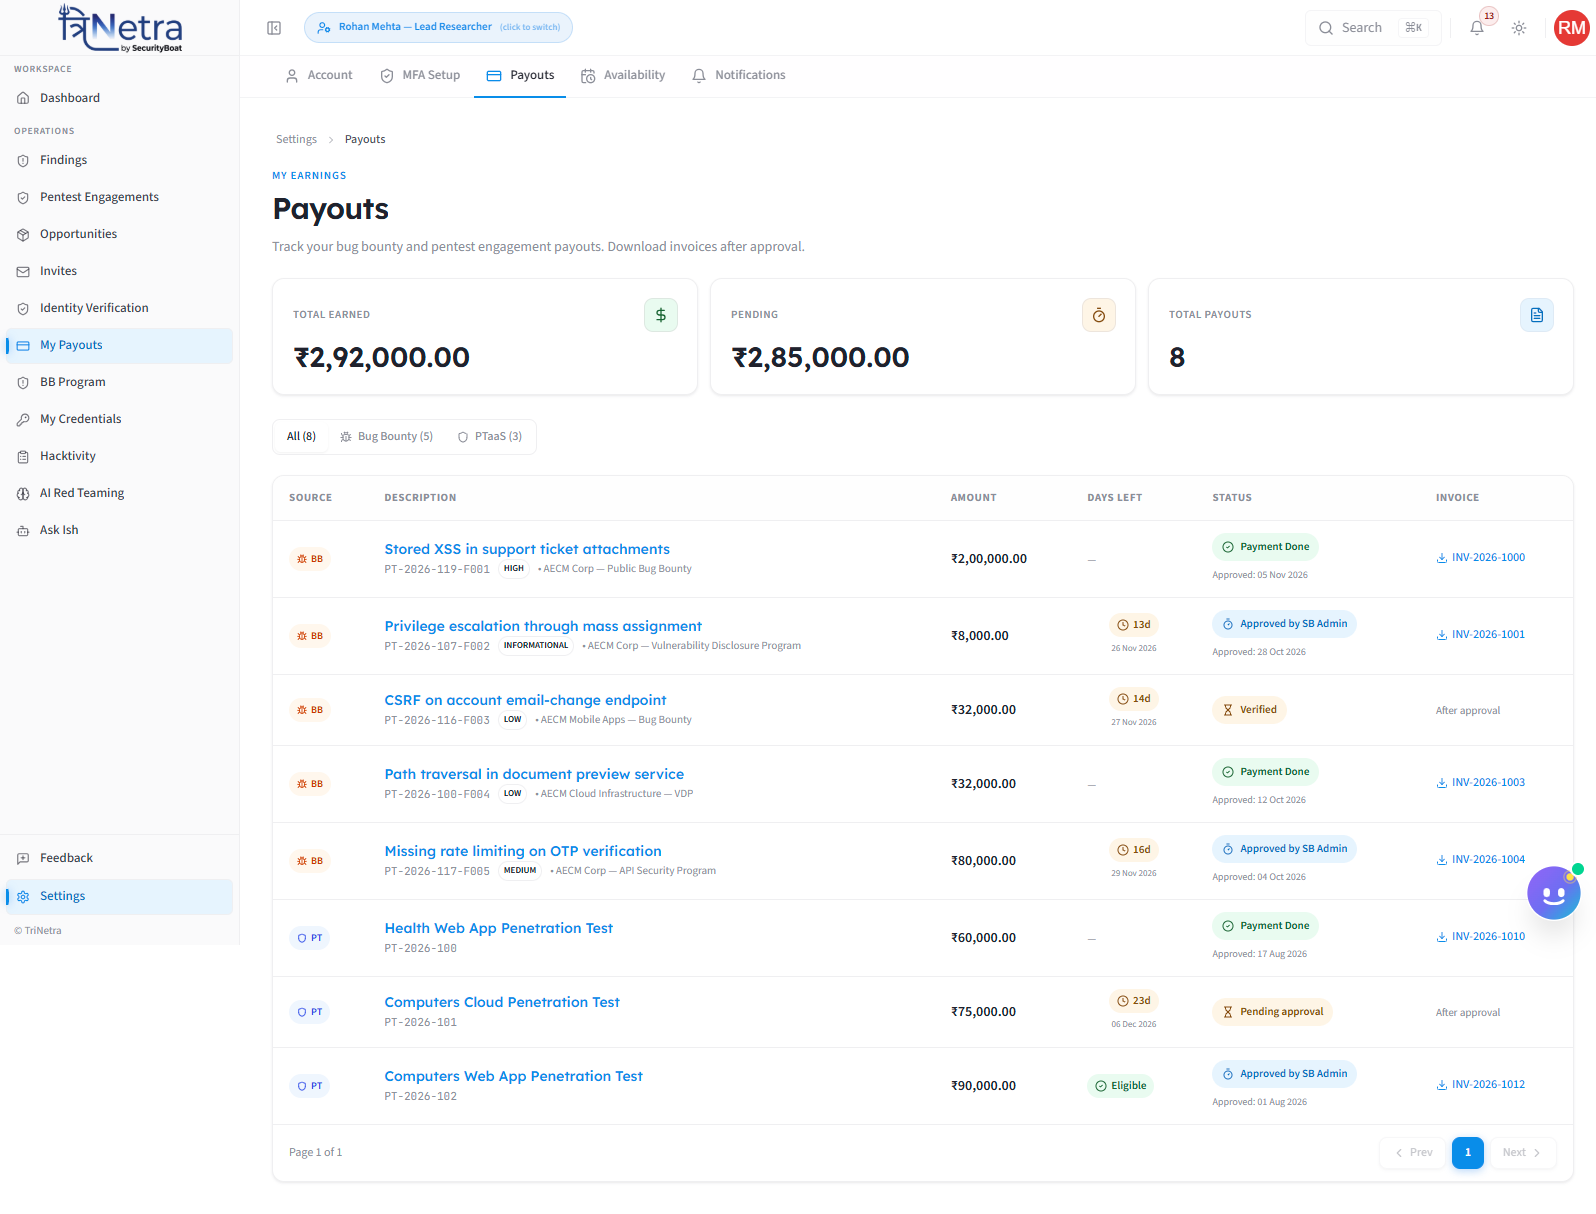 त्रिNetra
by SecurityBoat
WORKSPACE
Dashboard
OPERATIONS
Findings
Pentest Engagements
Opportunities
Invites
Identity Verification
My Payouts
BB Program
My Credentials
Hacktivity
AI Red Teaming
Ask Ish
Feedback
Settings
© TriNetra
Rohan Mehta — Lead Researcher (click to switch)
Search ⌘K
13
RM
Account
MFA Setup
Payouts
Availability
Notifications
Settings > Payouts
MY EARNINGS
Payouts
Track your bug bounty and pentest engagement payouts. Download invoices after approval.
TOTAL EARNED
₹2,92,000.00
PENDING
₹2,85,000.00
TOTAL PAYOUTS
8
All (8)
Bug Bounty (5)
PTaaS (3)
SOURCE DESCRIPTION AMOUNT DAYS LEFT STATUS INVOICE
BB
Stored XSS in support ticket attachments
PT-2026-119-F001 HIGH • AECM Corp — Public Bug Bounty
₹2,00,000.00
—
Payment Done
Approved: 05 Nov 2026
INV-2026-1000
BB
Privilege escalation through mass assignment
PT-2026-107-F002 INFORMATIONAL • AECM Corp — Vulnerability Disclosure Program
₹8,000.00
13d
26 Nov 2026
Approved by SB Admin
Approved: 28 Oct 2026
INV-2026-1001
BB
CSRF on account email-change endpoint
PT-2026-116-F003 LOW • AECM Mobile Apps — Bug Bounty
₹32,000.00
14d
27 Nov 2026
Verified
After approval
BB
Path traversal in document preview service
PT-2026-100-F004 LOW • AECM Cloud Infrastructure — VDP
₹32,000.00
—
Payment Done
Approved: 12 Oct 2026
INV-2026-1003
BB
Missing rate limiting on OTP verification
PT-2026-117-F005 MEDIUM • AECM Corp — API Security Program
₹80,000.00
16d
29 Nov 2026
Approved by SB Admin
Approved: 04 Oct 2026
INV-2026-1004
PT
Health Web App Penetration Test
PT-2026-100
₹60,000.00
—
Payment Done
Approved: 17 Aug 2026
INV-2026-1010
PT
Computers Cloud Penetration Test
PT-2026-101
₹75,000.00
23d
06 Dec 2026
Pending approval
After approval
PT
Computers Web App Penetration Test
PT-2026-102
₹90,000.00
Eligible
Approved by SB Admin
Approved: 01 Aug 2026
INV-2026-1012
Page 1 of 1
Prev
1
Next